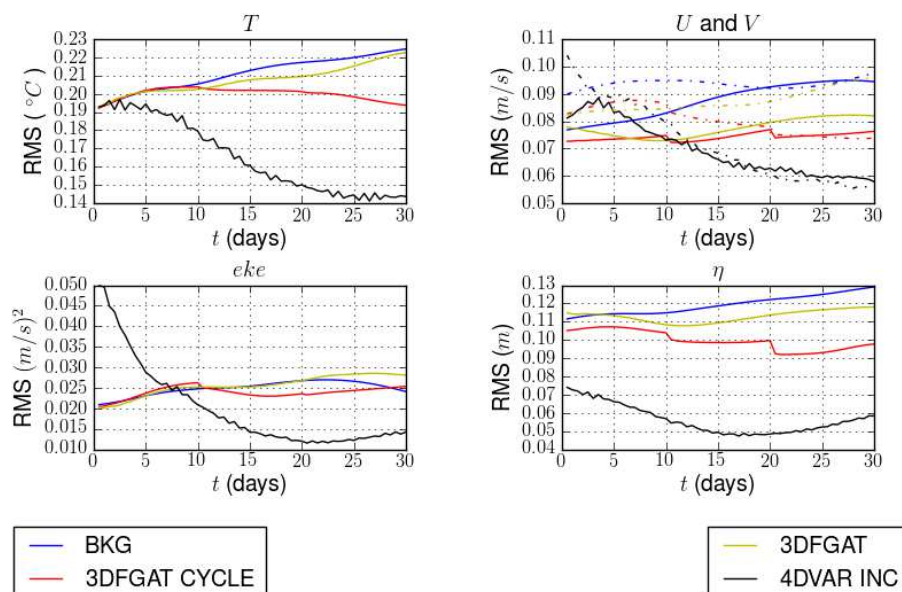 T
0.23
0.22
0.21
0.20
0.19
0.18
0.17
0.16
0.15
0.14
RMS (°C)
0 5 10 15 20 25 30
t (days)
U and V
0.11
0.10
0.09
0.08
0.07
0.06
0.05
RMS (m/s)
0 5 10 15 20 25 30
t (days)
eke
0.050
0.045
0.040
0.035
0.030
0.025
0.020
0.015
0.010
RMS (m/s)²
0 5 10 15 20 25 30
t (days)
η
0.13
0.12
0.11
0.10
0.09
0.08
0.07
0.06
0.05
0.04
RMS (m)
0 5 10 15 20 25 30
t (days)
BKG
3DFGAT CYCLE
3DFGAT
4DVAR INC